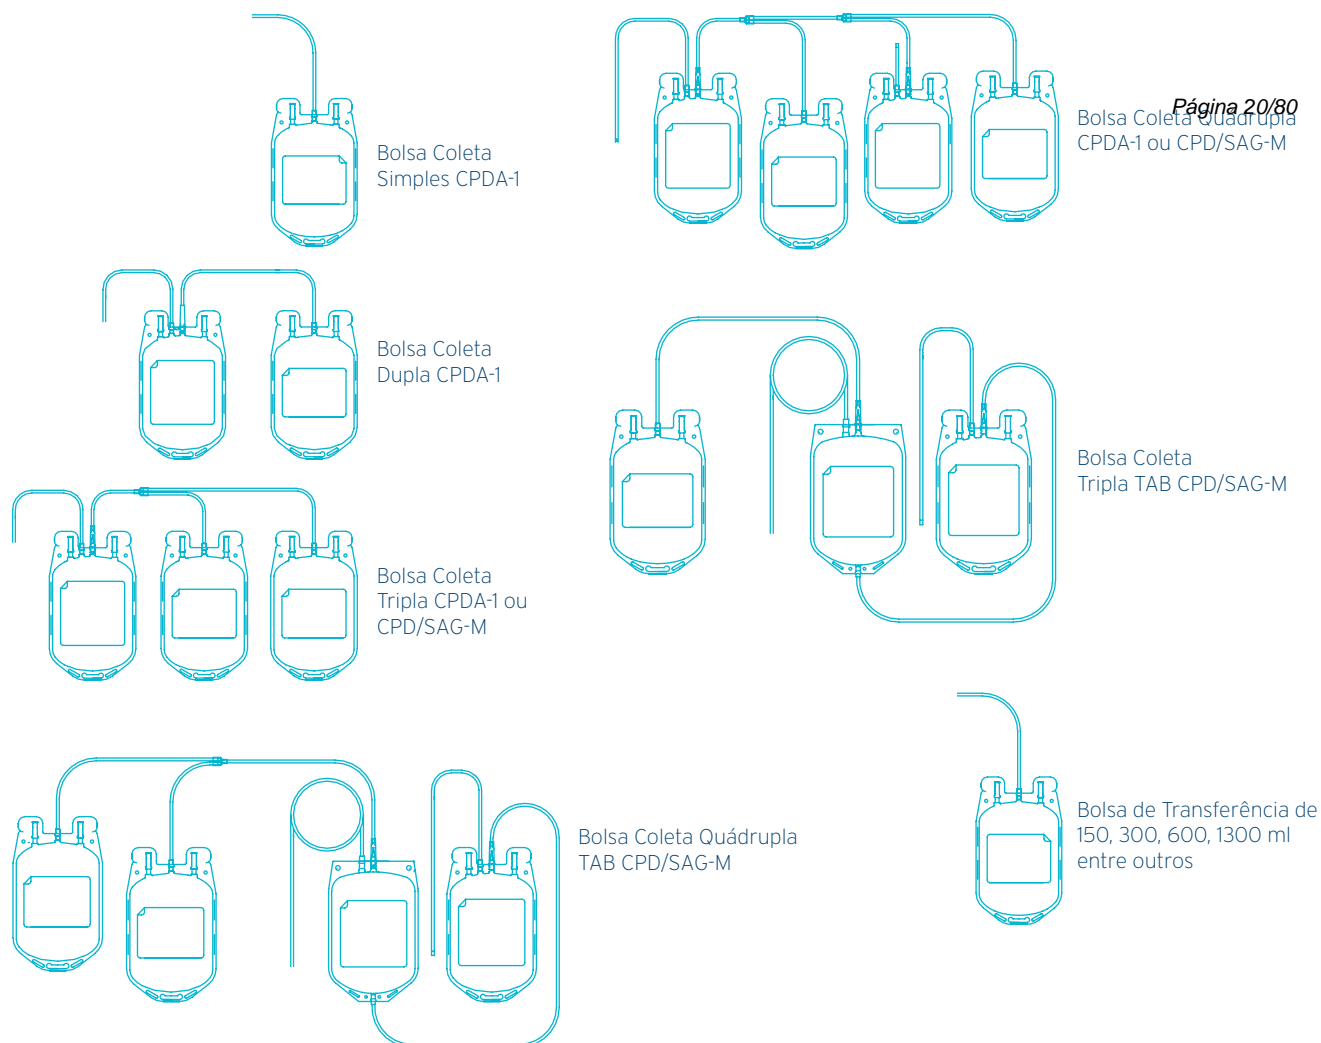 Bolsa Coleta
Simples CPDA-1
Página 20/80
Bolsa Coleta Quádrupla
CPDA-1 ou CPD/SAG-M
Bolsa Coleta
Dupla CPDA-1
Bolsa Coleta
Tripla TAB CPD/SAG-M
Bolsa Coleta
Tripla CPDA-1 ou
CPD/SAG-M
Bolsa Coleta Quádrupla
TAB CPD/SAG-M
Bolsa de Transferência de
150, 300, 600, 1300 ml
entre outros